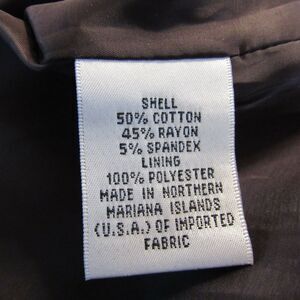 SHELL
50% COTTON
45% RAYON
5% SPANDEX
LINING
100% POLYESTER
MADE IN NORTHERN
MARIANA ISLANDS
(U.S.A.) OF IMPORTED
FABRIC